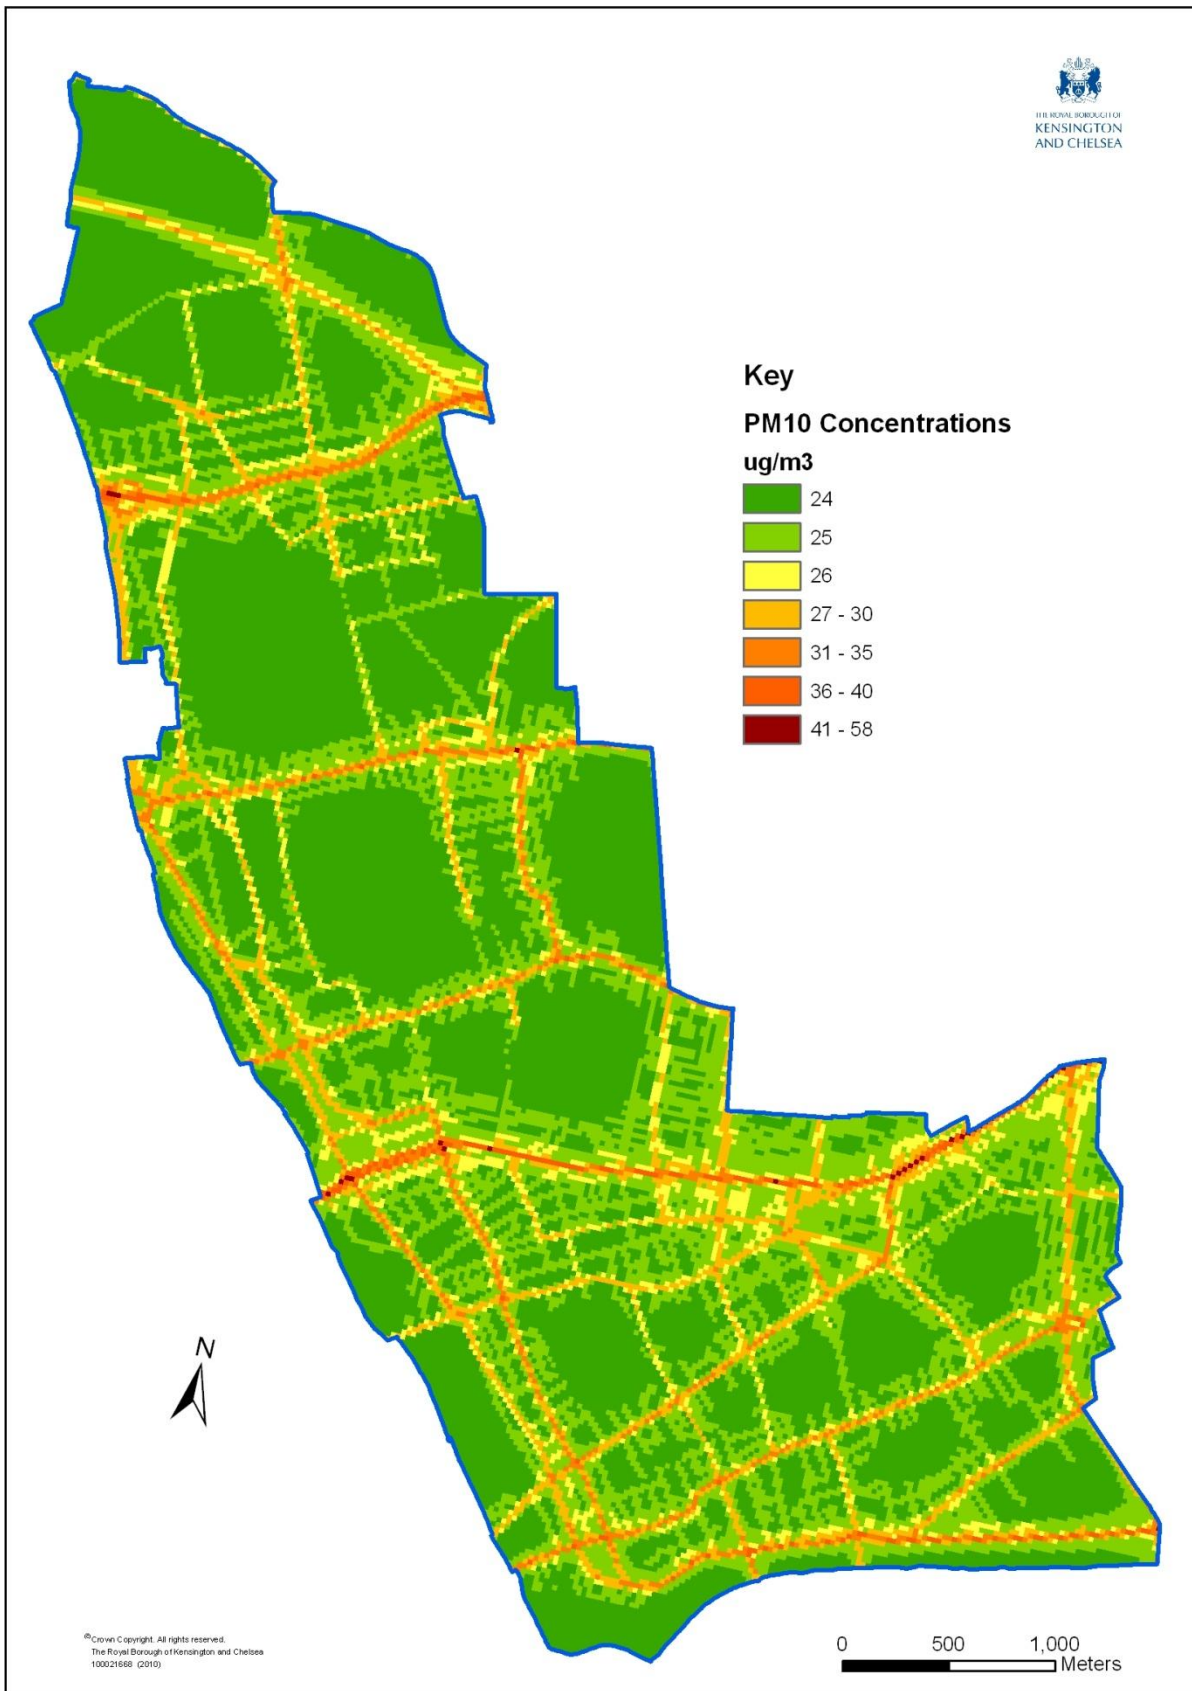 THE ROYAL BOROUGH OF
KENSINGTON
AND CHELSEA
Key
PM10 Concentrations
ug/m3
24
25
26
27 - 30
31 - 35
36 - 40
41 - 58
N
©Crown Copyright. All rights reserved.
The Royal Borough of Kensington and Chelsea
100021668 (2010)
0 500 1,000
Meters